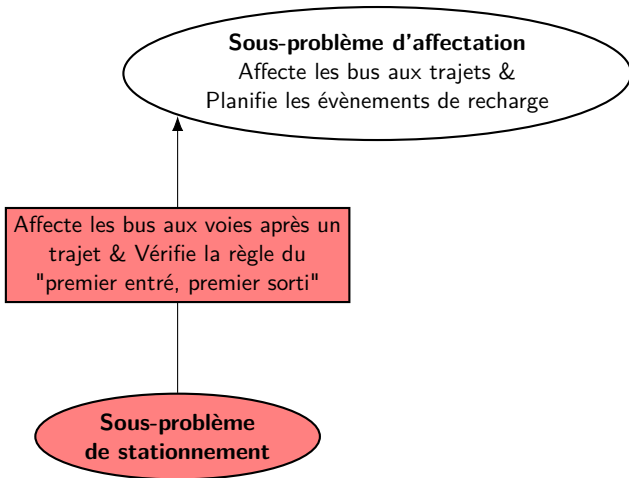 Sous-problème d'affectation
Affecte les bus aux trajets &
Planifie les évènements de recharge
Affecte les bus aux voies après un
trajet & Vérifie la règle du
"premier entré, premier sorti"
Sous-problème
de stationnement